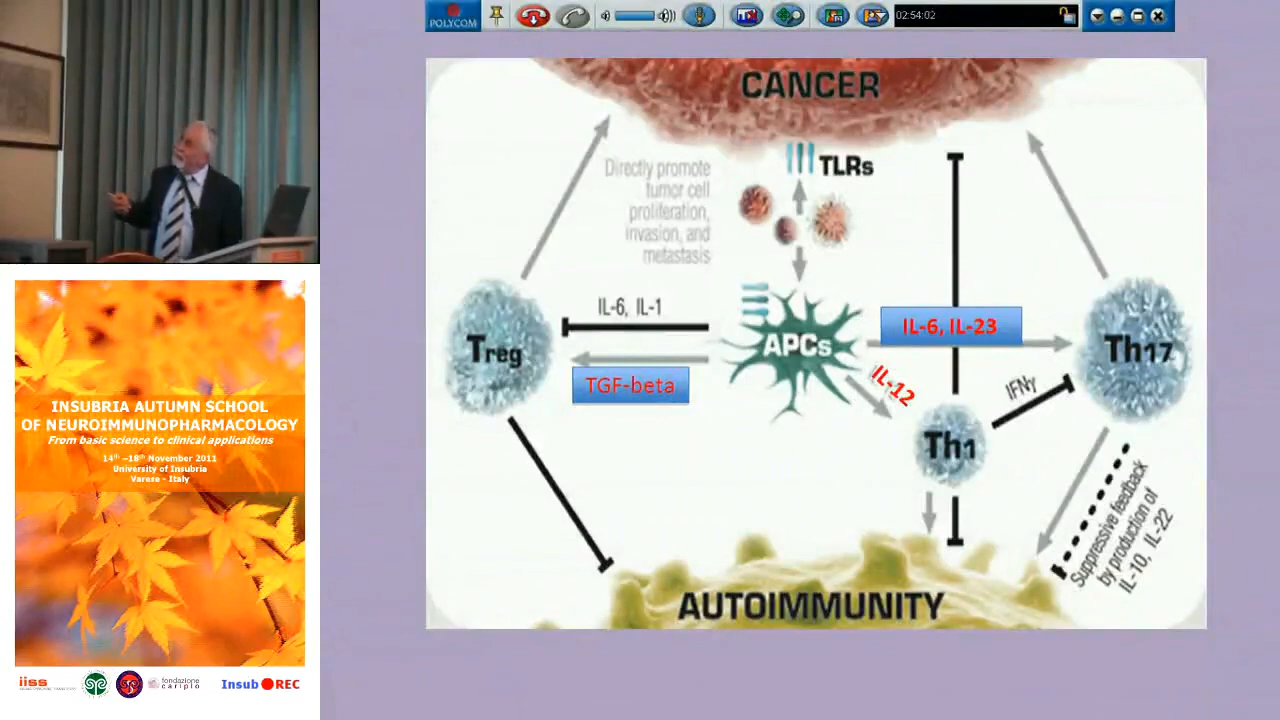 POLYCOM
02:54:02
CANCER
TLRs
Directly promote
tumor cell
proliferation,
invasion, and
metastasis
IL-6, IL-1
IL-6, IL-23
Treg
APCs
Th17
TGF-beta
IL-12
IFNγ
Th1
Suppressive feedback
by production of
IL-10, IL-22
AUTOIMMUNITY
INSUBRIA AUTUMN SCHOOL
OF NEUROIMMUNOPHARMACOLOGY
From basic science to clinical applications
14th –18th November 2011
University of Insubria
Varese - Italy
iiss
fondazione
cariplo
Insub REC